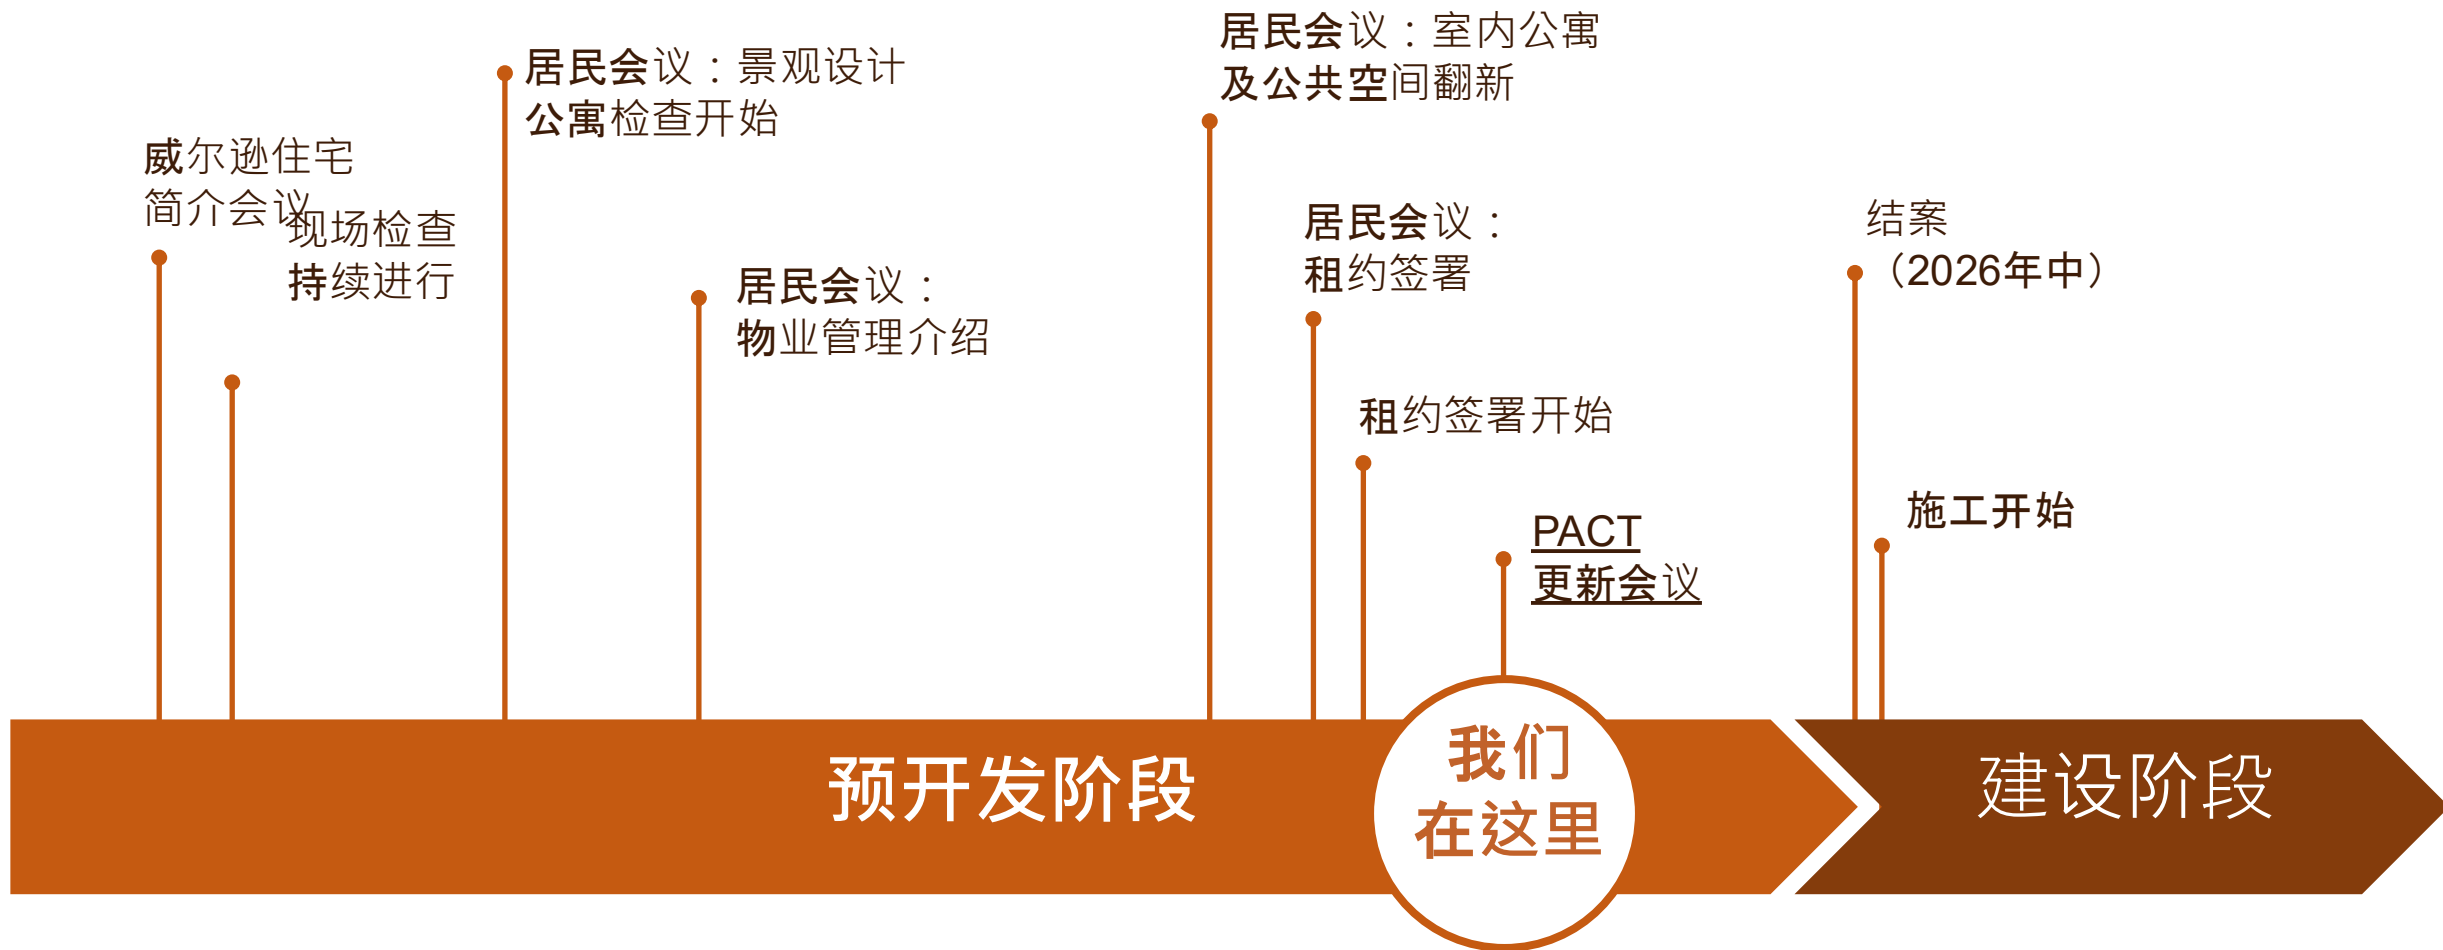 威尔逊住宅
简介会议
现场检查
持续进行
居民会议：景观设计
公寓检查开始
居民会议：
物业管理介绍
居民会议：室内公寓
及公共空间翻新
居民会议：
租约签署
租约签署开始
PACT
更新会议
结案
（2026年中）
施工开始
预开发阶段
我们
在这里
建设阶段